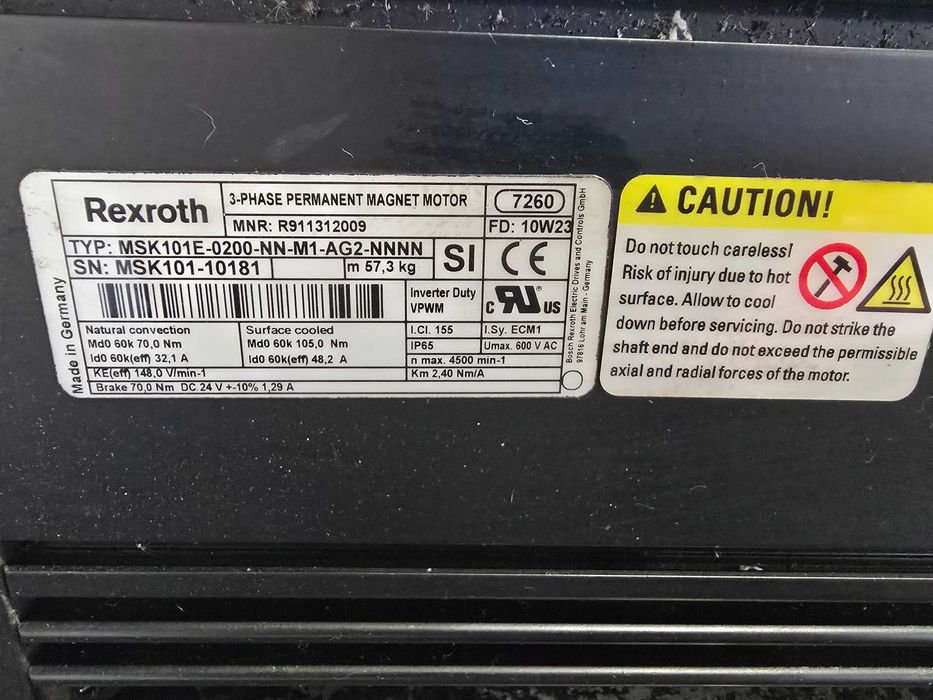 Rexroth
3-PHASE PERMANENT MAGNET MOTOR
7260
MNR: R911312009
FD: 10W23
TYP: MSK101E-0200-NN-M1-AG2-NNNN
SN: MSK101-10181
m 57,3 kg
SI
CE
Inverter Duty
VPWM
c RU US
Natural convection
Md0 60k 70,0 Nm
Id0 60k(eff) 32,1 A
Surface cooled
Md0 60k 105,0 Nm
Id0 60k(eff) 48,2 A
I.Cl. 155
I.Sy. ECM1
IP65
Umax. 600 V AC
n max. 4500 min-1
KE(eff) 148,0 V/min-1
Km 2,40 Nm/A
Brake 70,0 Nm DC 24 V +-10% 1,29 A
Made in Germany
Bosch Rexroth Electric Drives and Controls GmbH
97816 Lohr am Main - Germany
CAUTION!
Do not touch careless!
Risk of injury due to hot
surface. Allow to cool
down before servicing. Do not strike the
shaft end and do not exceed the permissible
axial and radial forces of the motor.